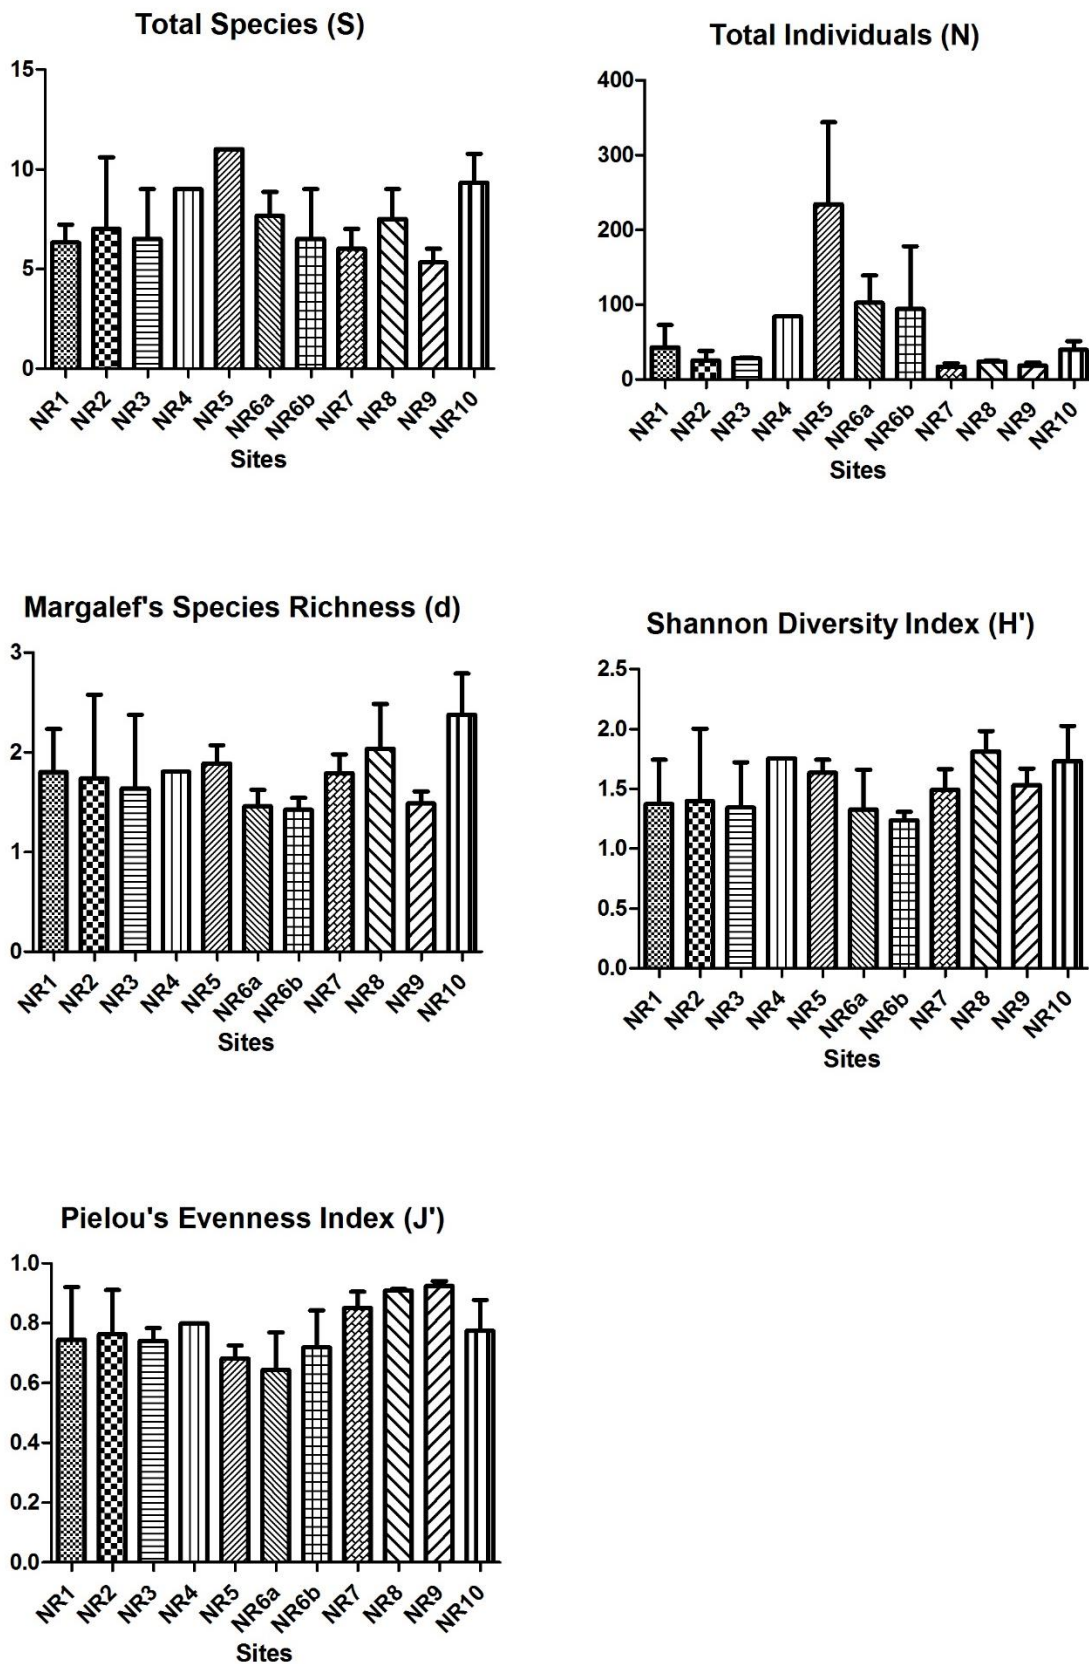 Total Species (S)
15
10
5
0
NR1 NR2 NR3 NR4 NR5 NR6a NR6b NR7 NR8 NR9 NR10
Sites
Total Individuals (N)
400
300
200
100
0
NR1 NR2 NR3 NR4 NR5 NR6a NR6b NR7 NR8 NR9 NR10
Sites
Margalef's Species Richness (d)
3
2
1
0
NR1 NR2 NR3 NR4 NR5 NR6a NR6b NR7 NR8 NR9 NR10
Sites
Shannon Diversity Index (H')
2.5
2.0
1.5
1.0
0.5
0.0
NR1 NR2 NR3 NR4 NR5 NR6a NR6b NR7 NR8 NR9 NR10
Sites
Pielou's Evenness Index (J')
1.0
0.8
0.6
0.4
0.2
0.0
NR1 NR2 NR3 NR4 NR5 NR6a NR6b NR7 NR8 NR9 NR10
Sites